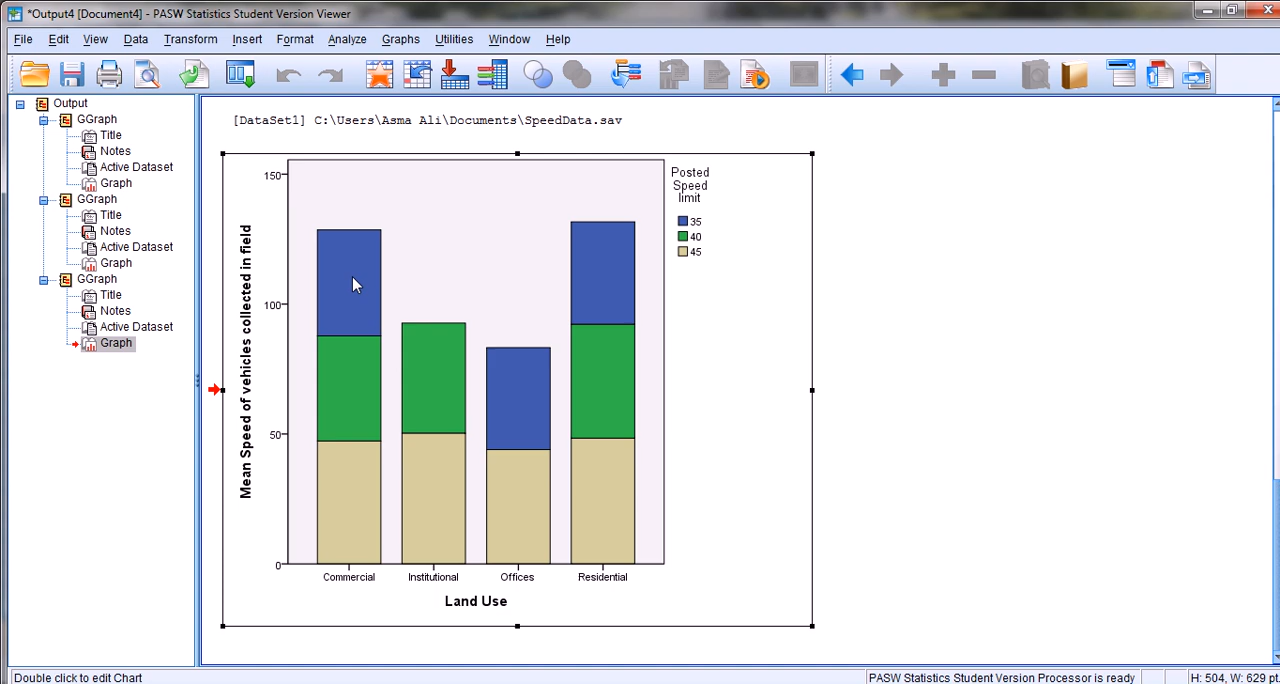 *Output4 [Document4] - PASW Statistics Student Version Viewer
File Edit View Data Transform Insert Format Analyze Graphs Utilities Window Help
Output
GGraph
Title
Notes
Active Dataset
Graph
GGraph
Title
Notes
Active Dataset
Graph
GGraph
Title
Notes
Active Dataset
Graph
[DataSet1] C:\Users\Asma Ali\Documents\SpeedData.sav
Mean Speed of vehicles collected in field
150
100
50
0
Commercial Institutional Offices Residential
Land Use
Posted
Speed
limit
35
40
45
Double click to edit Chart
PASW Statistics Student Version Processor is ready
H: 504, W: 629 pt.